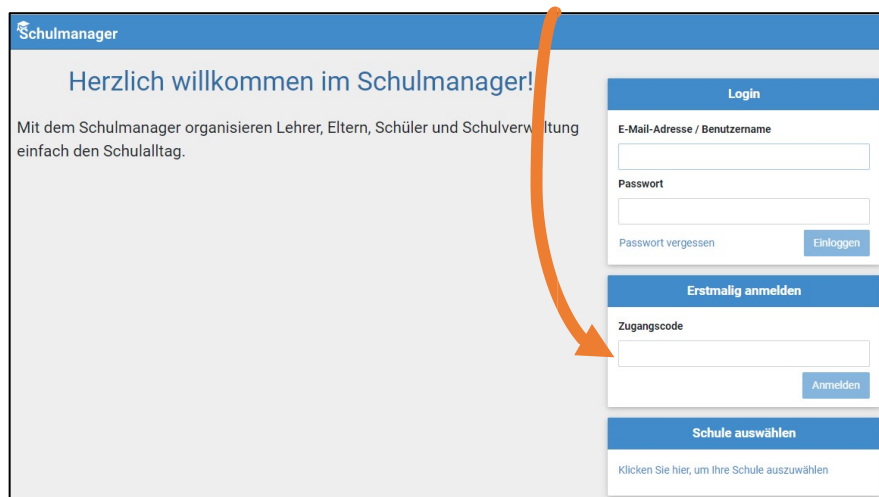 Schulmanager
Herzlich willkommen im Schulmanager!
Mit dem Schulmanager organisieren Lehrer, Eltern, Schüler und Schulverwaltung
einfach den Schulalltag.
Login
E-Mail-Adresse / Benutzername
Passwort
Passwort vergessen
Einloggen
Erstmalig anmelden
Zugangscode
Anmelden
Schule auswählen
Klicken Sie hier, um Ihre Schule auszuwählen